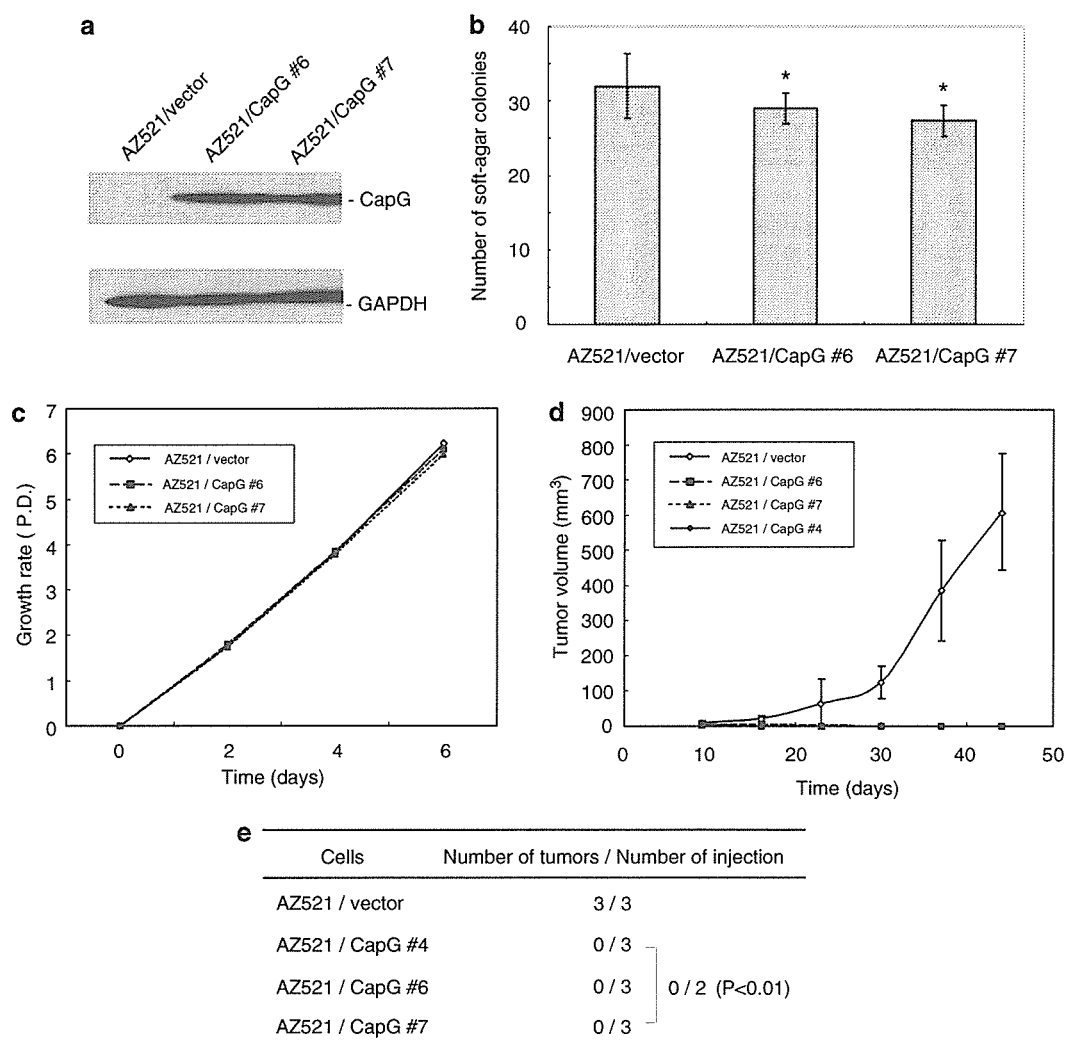 a
AZ521/vector
AZ521/CapG #6
AZ521/CapG #7
- CapG
- GAPDH
b
Number of soft-agar colonies
40
30
20
10
0
*
*
AZ521/vector
AZ521/CapG #6
AZ521/CapG #7
c
Growth rate ( P.D.)
7
6
5
4
3
2
1
0
AZ521 / vector
AZ521 / CapG #6
AZ521 / CapG #7
0 2 4 6
Time (days)
d
Tumor volume (mm³)
900
800
700
600
500
400
300
200
100
0
AZ521 / vector
AZ521 / CapG #6
AZ521 / CapG #7
AZ521 / CapG #4
0 10 20 30 40 50
Time (days)
e
Cells Number of tumors / Number of injection
AZ521 / vector 3 / 3
AZ521 / CapG #4 0 / 3
AZ521 / CapG #6 0 / 3 0 / 2 (P<0.01)
AZ521 / CapG #7 0 / 3